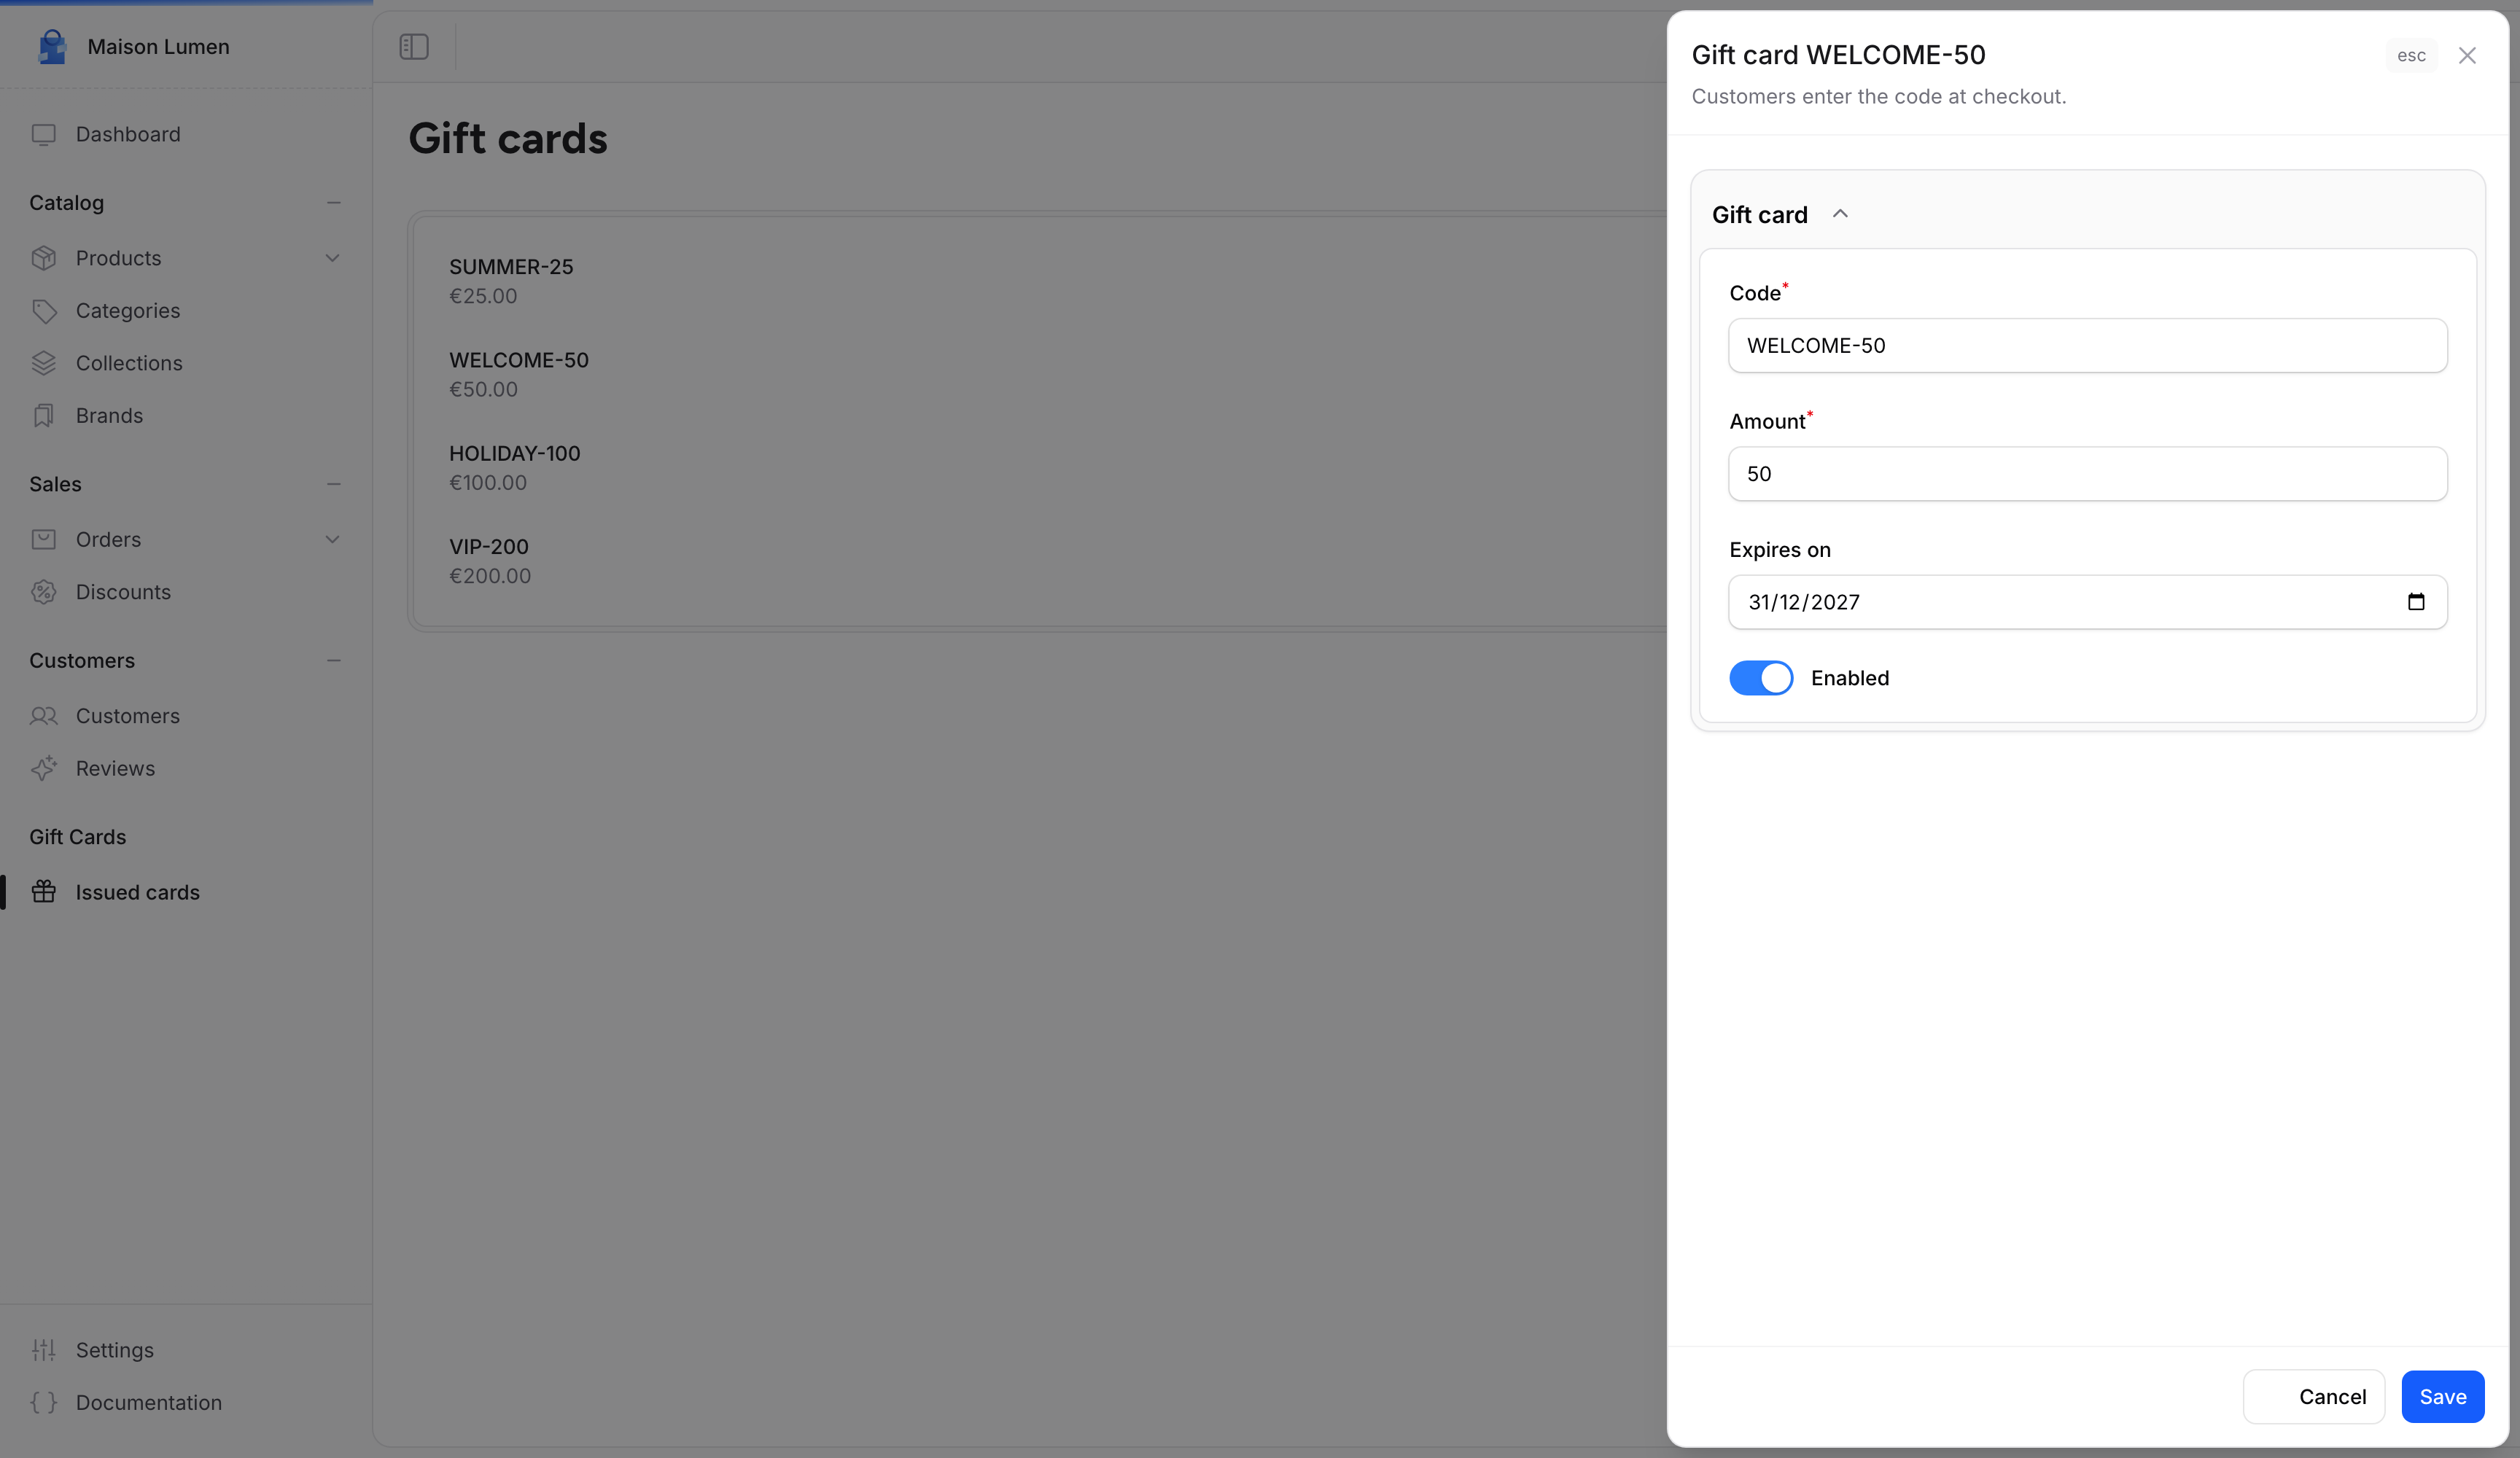 Maison Lumen
Dashboard
Catalog
Products
Categories
Collections
Brands
Sales
Orders
Discounts
Customers
Customers
Reviews
Gift Cards
Issued cards
Settings
Documentation
Gift cards
SUMMER-25
€25.00
WELCOME-50
€50.00
HOLIDAY-100
€100.00
VIP-200
€200.00
Gift card WELCOME-50
esc
Customers enter the code at checkout.
Gift card
Code*
WELCOME-50
Amount*
50
Expires on
31/12/2027
Enabled
Cancel
Save